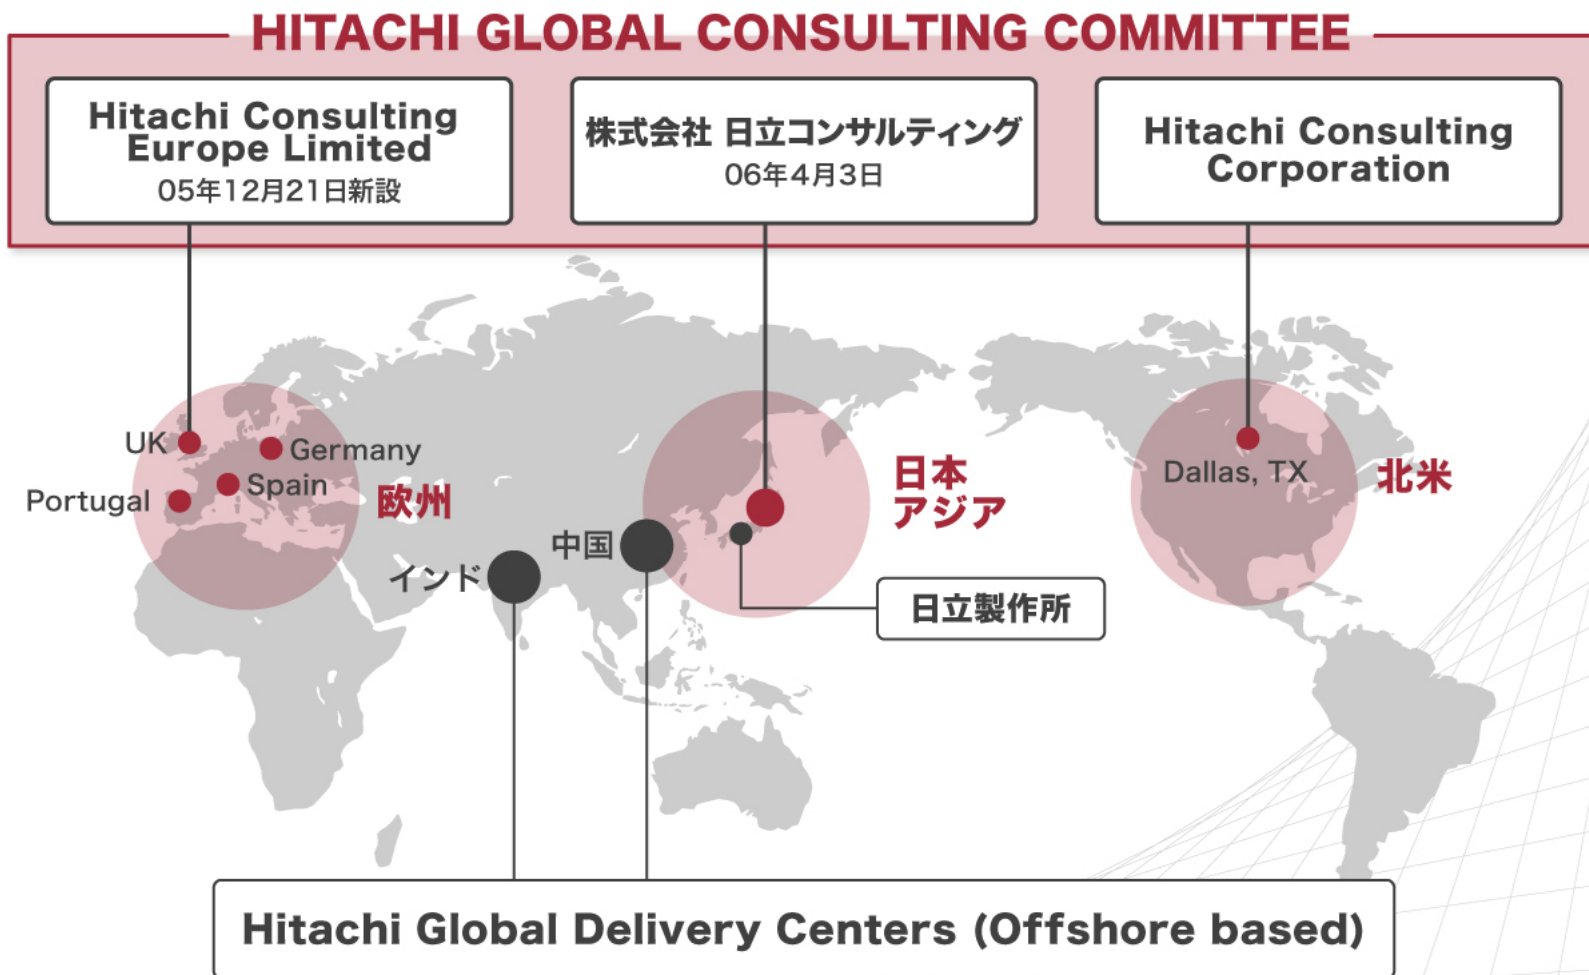 HITACHI GLOBAL CONSULTING COMMITTEE
Hitachi Consulting
Europe Limited
05年12月21日新設
株式会社 日立コンサルティング
06年4月3日
Hitachi Consulting
Corporation
UK
Germany
Spain
Portugal
欧州
日本
アジア
Dallas, TX
北米
中国
インド
日立製作所
Hitachi Global Delivery Centers (Offshore based)